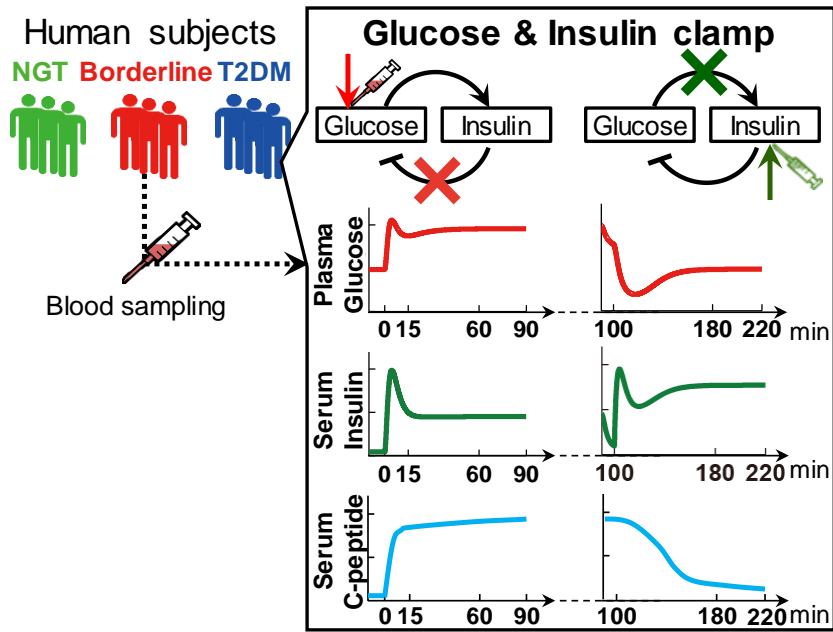 Human subjects
NGT Borderline T2DM
Blood sampling
Glucose & Insulin clamp
Glucose Insulin
Glucose Insulin
Plasma
Glucose
0 15 60 90
100 180 220 min
Serum
Insulin
0 15 60 90
100 180 220 min
Serum
C-peptide
0 15 60 90
100 180 220 min